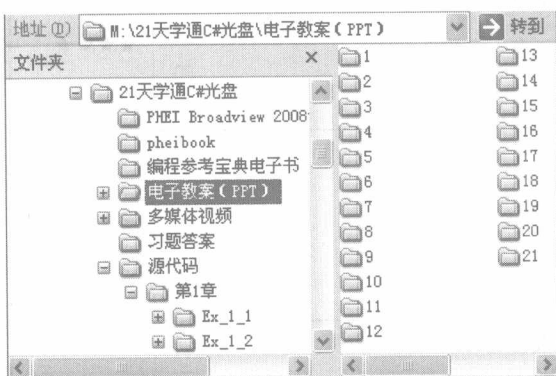 地址(D) M:\21天学通C#光盘\电子教案(PPT) 转到
文件夹 ×
21天学通C#光盘
PHEI Broadview 2008
pheibook
编程参考宝典电子书
电子教案(PPT)
多媒体视频
习题答案
源代码
第1章
Ex_1_1
Ex_1_2
1
2
3
4
5
6
7
8
9
10
11
12
13
14
15
16
17
18
19
20
21